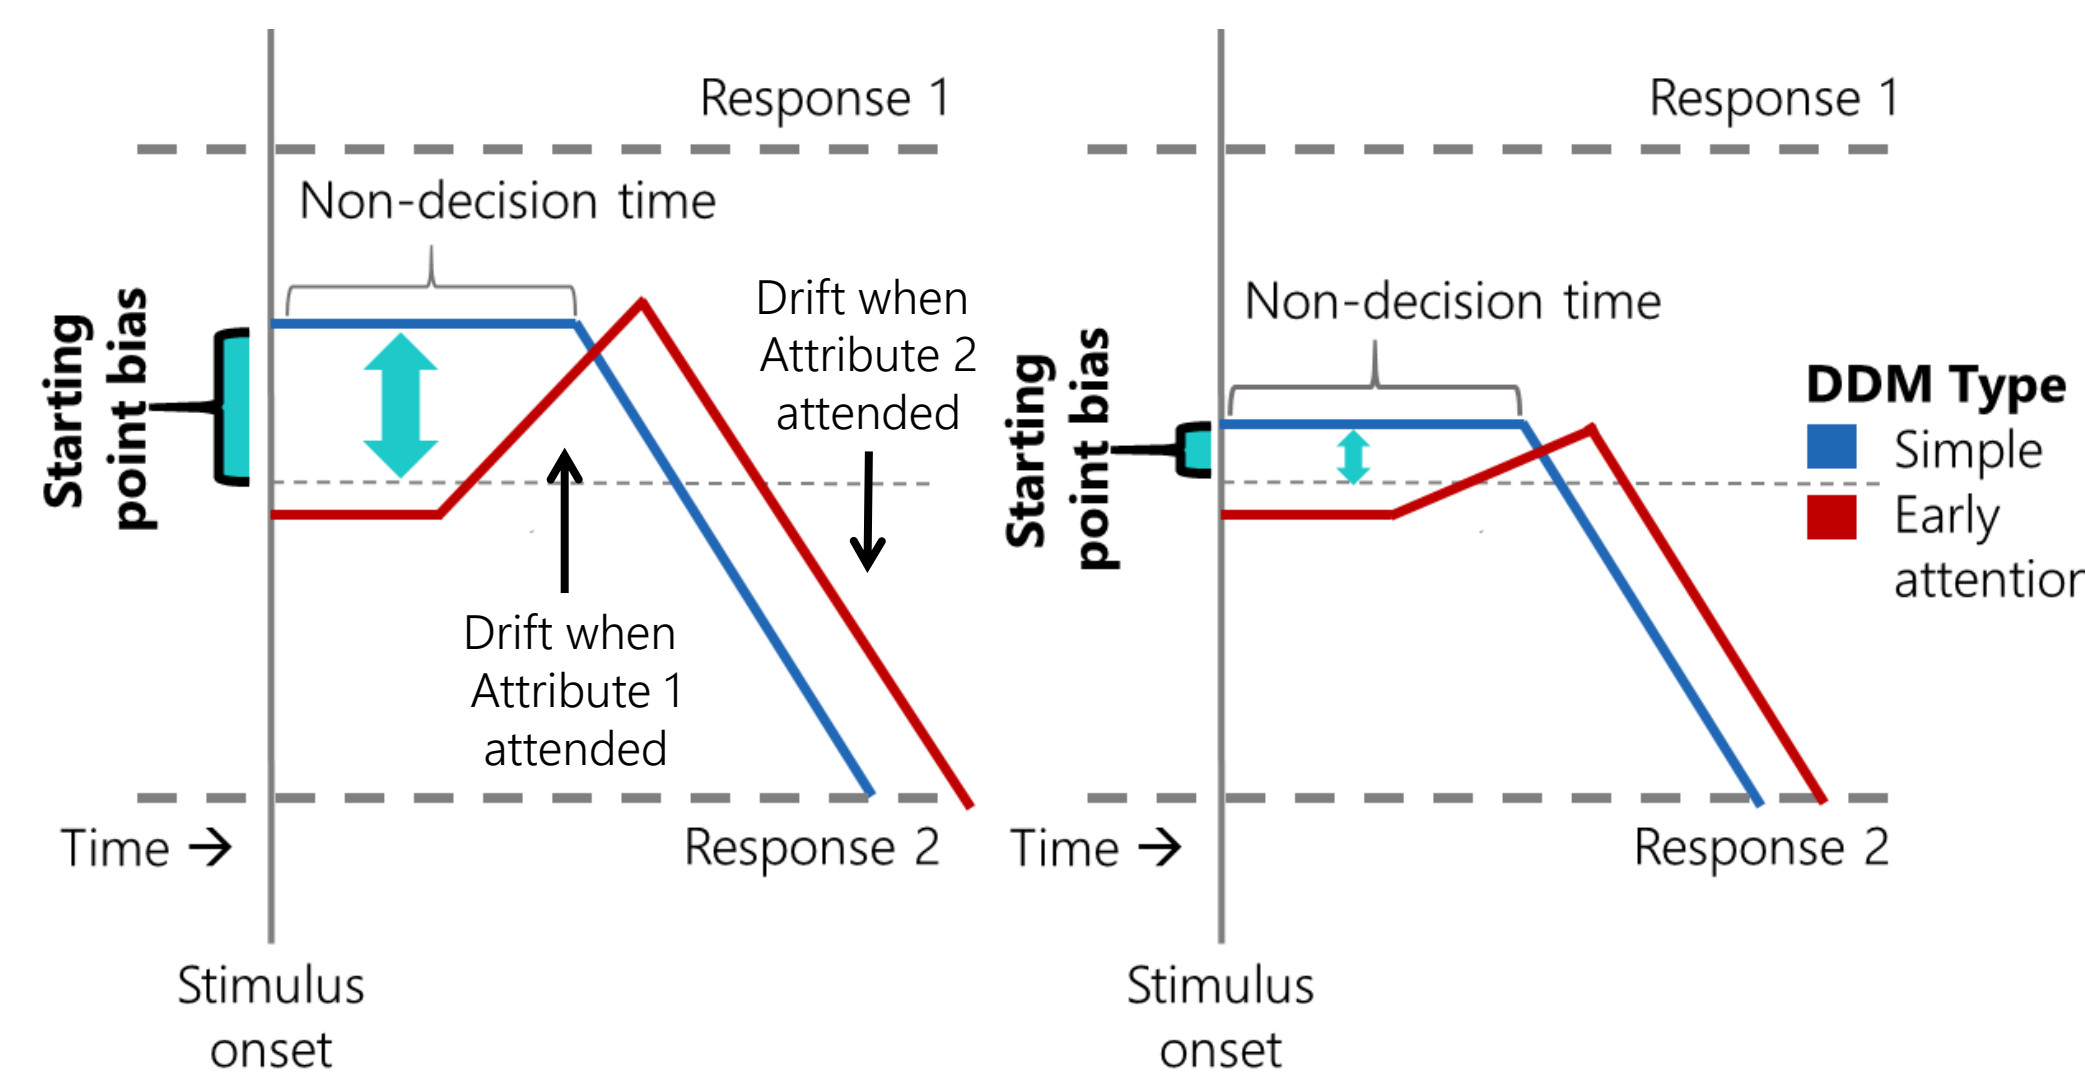 Response 1
Non-decision time
Drift when
Attribute 2
attended
Starting
point bias
Drift when
Attribute 1
attended
Time →
Response 2
Stimulus
onset
Response 1
Non-decision time
Starting
point bias
DDM Type
Simple
Early
attention
Time →
Response 2
Stimulus
onset